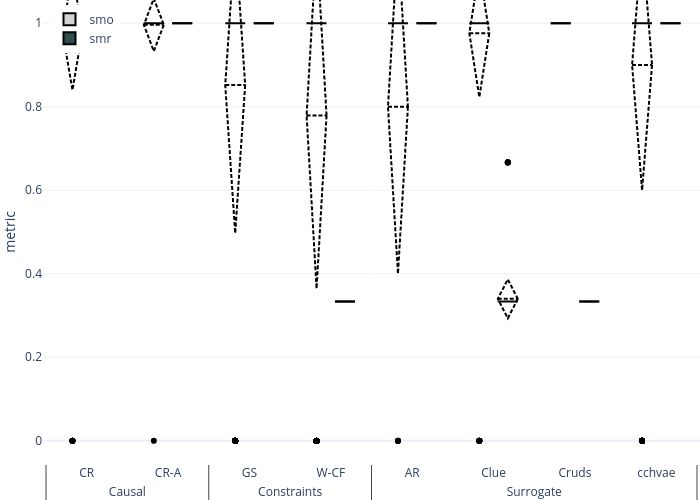 smo
smr
metric
1
0.8
0.6
0.4
0.2
0
CR CR-A GS W-CF AR Clue Cruds cchvae
Causal Constraints Surrogate